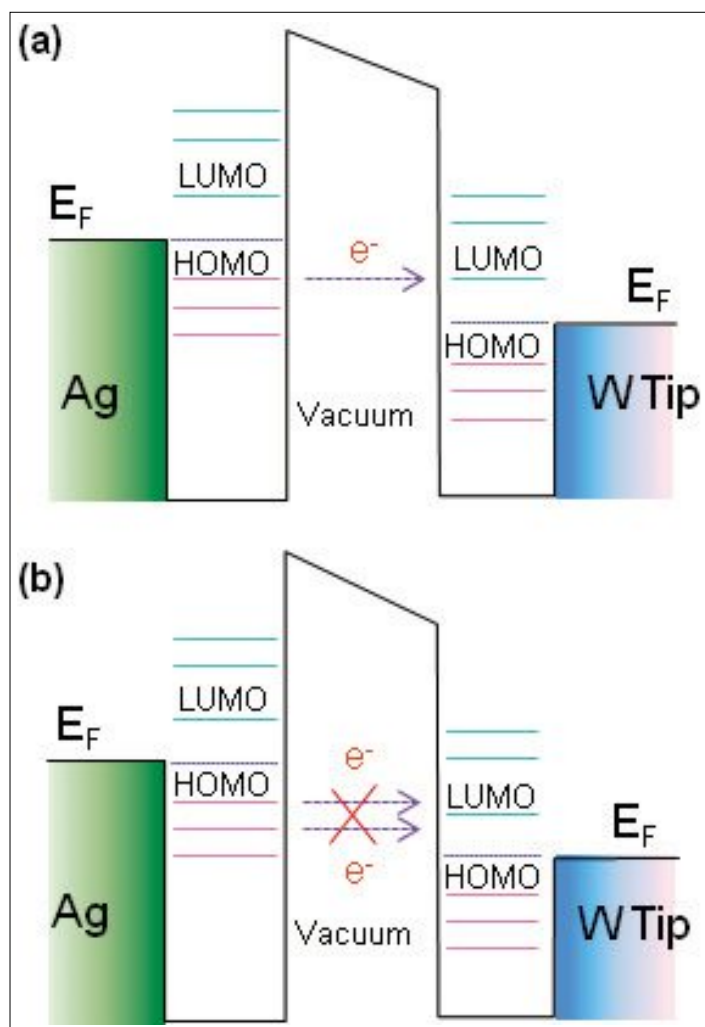 (a)
LUMO
E_F
HOMO
e-
LUMO
E_F
HOMO
Ag
Vacuum
W Tip
(b)
LUMO
E_F
e-
HOMO
LUMO
E_F
e-
HOMO
Ag
Vacuum
W Tip